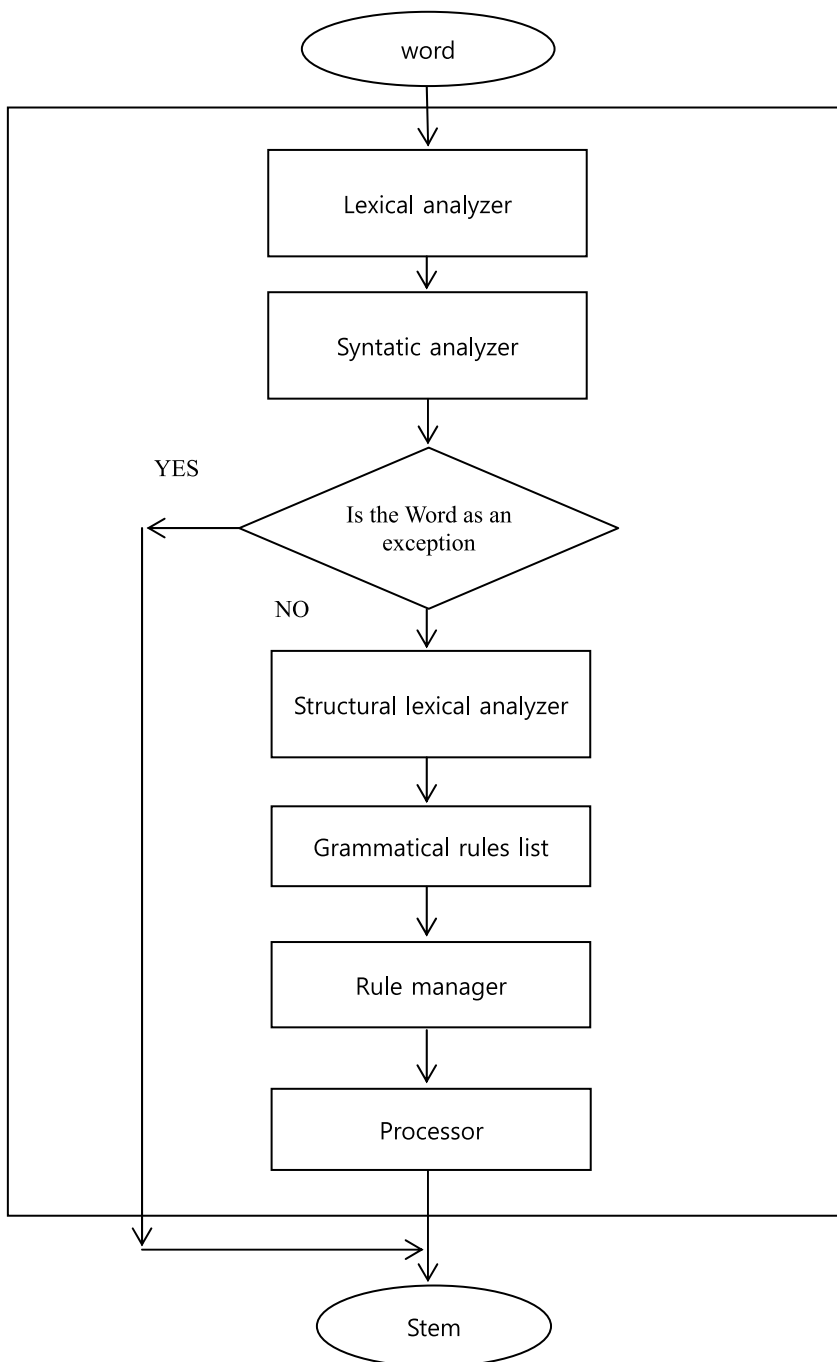 word
Lexical analyzer
Syntatic analyzer
YES
Is the Word as an
exception
NO
Structural lexical analyzer
Grammatical rules list
Rule manager
Processor
Stem